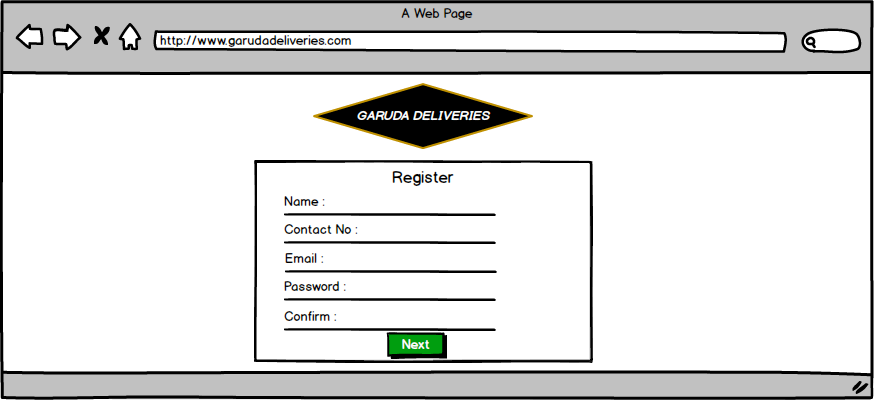 A Web Page
http://www.garudadeliveries.com
GARUDA DELIVERIES
Register
Name :
Contact No :
Email :
Password :
Confirm :
Next